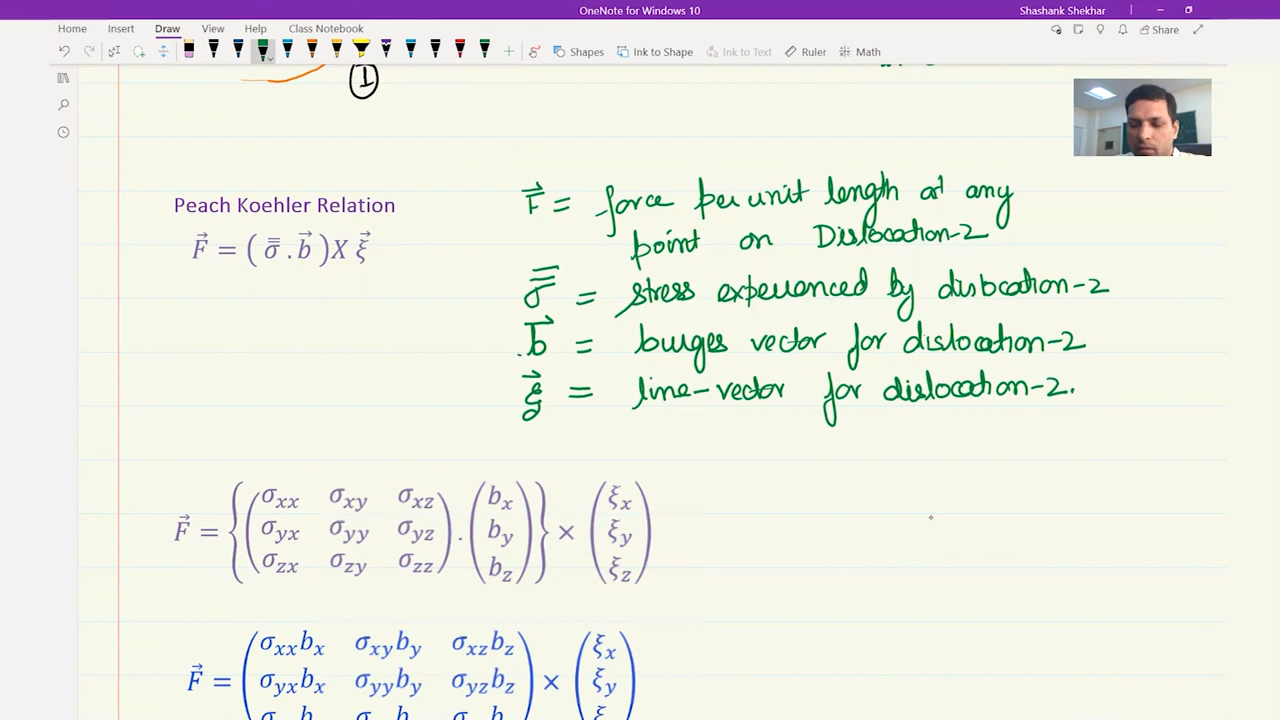 OneNote for Windows 10
Shashank Shekhar
Home Insert Draw View Help Class Notebook
Share
Shapes Ink to Shape Ink to Text Ruler Math
1
Peach Koehler Relation
F⃗ = ( σ̿ . b⃗ ) X ξ⃗
F⃗ = force per unit length at any
point on Dislocation-2
σ̿ = stress experienced by dislocation-2
b⃗ = burges vector for dislocation-2
ξ⃗ = line-vector for dislocation-2.
F⃗ = {(σxx σxy σxz
σyx σyy σyz
σzx σzy σzz) . (bx
by
bz)} × (ξx
ξy
ξz)
F⃗ = (σxxbx σxyby σxzbz
σyxbx σyyby σyzbz) × (ξx
ξy